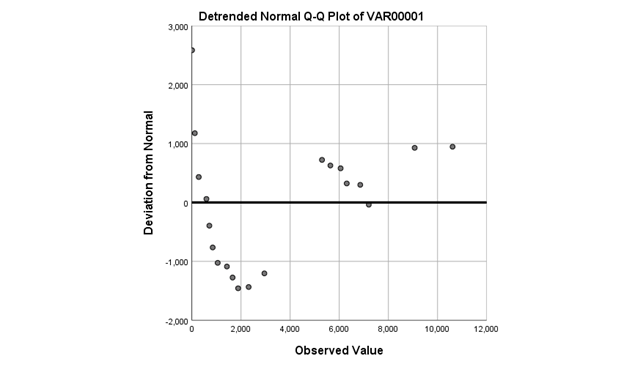 Detrended Normal Q-Q Plot of VAR00001
3,000
2,000
1,000
0
-1,000
-2,000
Deviation from Normal
0 2,000 4,000 6,000 8,000 10,000 12,000
Observed Value